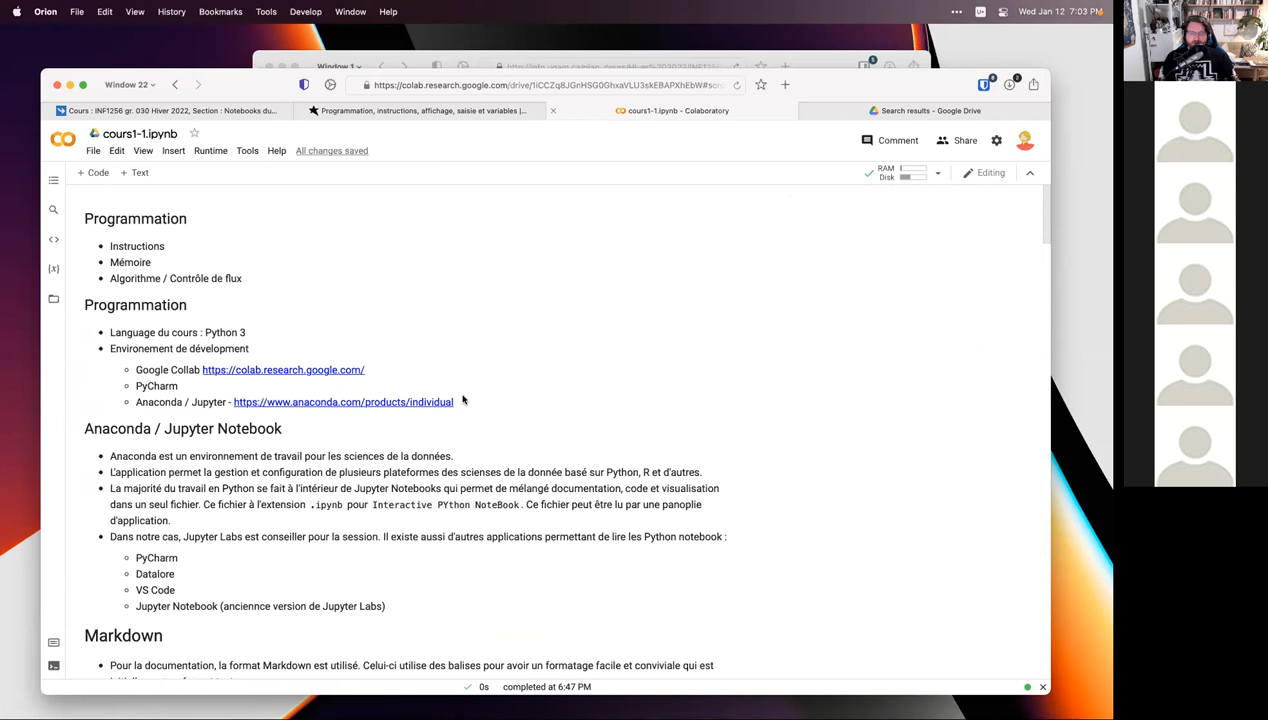 Orion File Edit View History Bookmarks Tools Develop Window Help
Wed Jan 12 7:03 PM
Window 1
Window 22
https://colab.research.google.com/drive/1iCCZq8JGnHSG0GhxaVLU3skEBAPXhEbW#scr
Cours : INF1256 gr. 030 Hiver 2022, Section : Notebooks du...
Programmation, instructions, affichage, saisie et variables |...
cours1-1.ipynb - Colaboratory
Search results - Google Drive
cours1-1.ipynb
File Edit View Insert Runtime Tools Help All changes saved
Comment Share
+ Code + Text
RAM
Disk
Editing
Programmation
Instructions
Mémoire
Algorithme / Contrôle de flux
Programmation
Language du cours : Python 3
Environement de dévelopment
Google Collab https://colab.research.google.com/
PyCharm
Anaconda / Jupyter - https://www.anaconda.com/products/individual
Anaconda / Jupyter Notebook
Anaconda est un environnement de travail pour les sciences de la données.
L'application permet la gestion et configuration de plusieurs plateformes des scienses de la donnée basé sur Python, R et d'autres.
La majorité du travail en Python se fait à l'intérieur de Jupyter Notebooks qui permet de mélangé documentation, code et visualisation
dans un seul fichier. Ce fichier à l'extension .ipynb pour Interactive PYthon NoteBook. Ce fichier peut être lu par une panoplie
d'application.
Dans notre cas, Jupyter Labs est conseiller pour la session. Il existe aussi d'autres applications permettant de lire les Python notebook :
PyCharm
Datalore
VS Code
Jupyter Notebook (anciennce version de Jupyter Labs)
Markdown
Pour la documentation, la format Markdown est utilisé. Celui-ci utilise des balises pour avoir un formatage facile et conviviale qui est
0s completed at 6:47 PM